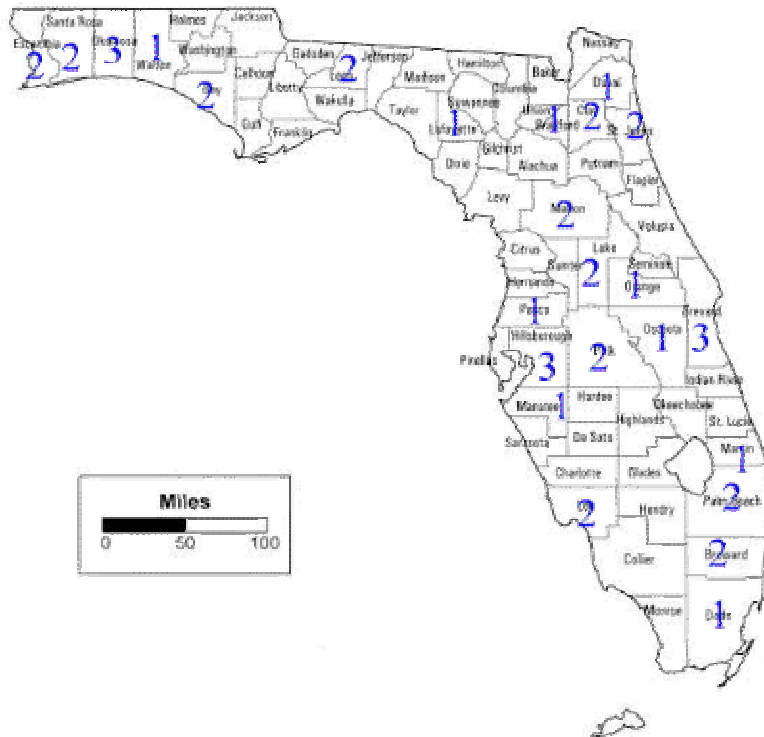 Jackson
Santa Rosa
Holmes
Escambia
Okaloosa
Washington
2
2
3
1
Walton
Calhoun
Bay
2
Gulf
Liberty
Franklin
Gadsden
Leon
2
Jefferson
Wakulla
Madison
Taylor
Hamilton
Suwannee
Columbia
Lafayette
1
Dixie
Gilchrist
Baker
Union
Bradford
1
Nassau
Duval
1
Clay
2
St. Johns
2
Alachua
Putnam
Flagler
Levy
Marion
2
Volusia
Citrus
Sumter
Lake
2
Seminole
Orange
1
Hernando
Pasco
1
Brevard
3
Osceola
1
Hillsborough
3
Pinellas
Polk
2
Indian River
Manatee
1
Hardee
Highlands
Okeechobee
St. Lucie
Sarasota
De Soto
Martin
1
Charlotte
Glades
Lee
2
Hendry
Palm Beach
2
Collier
Broward
2
Monroe
Dade
1
Miles
0 50 100